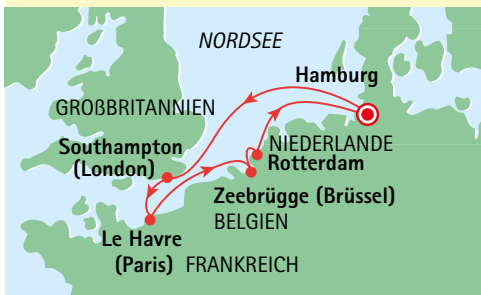 NORDSEE
Hamburg
GROßBRITANNIEN
Southampton
(London)
NIEDERLANDE
Rotterdam
Zeebrügge (Brüssel)
BELGIEN
Le Havre
(Paris) FRANKREICH